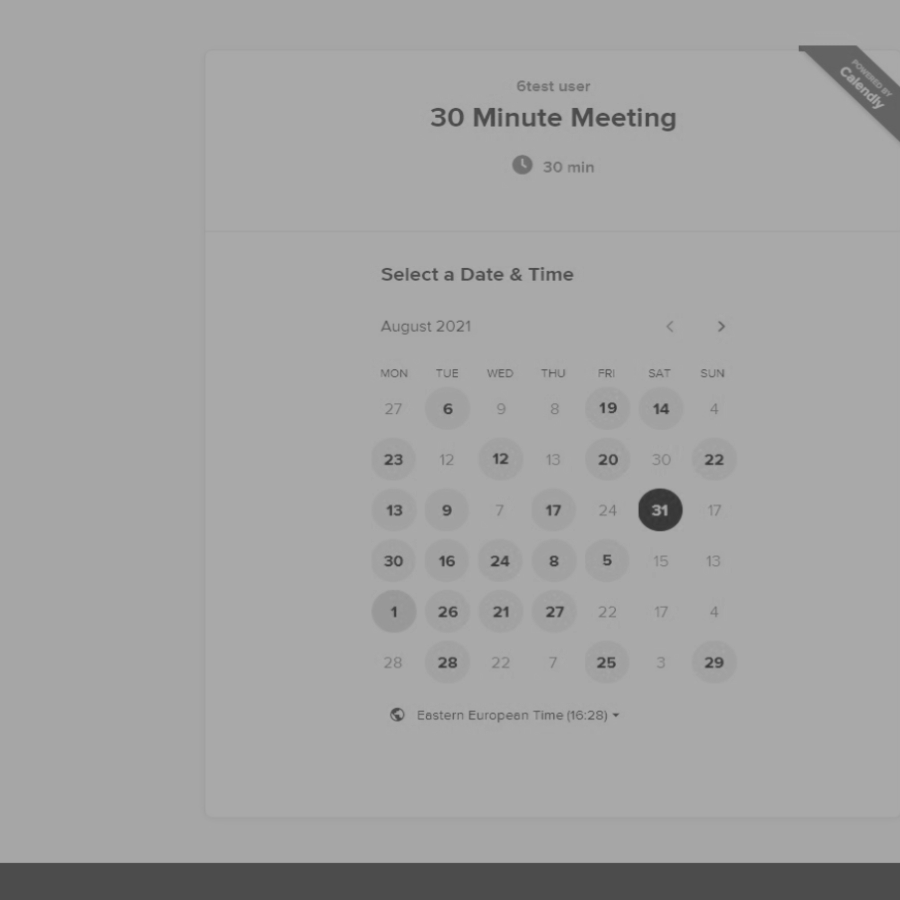 POWERED BY
Calendly
6test user
30 Minute Meeting
30 min
Select a Date & Time
August 2021
MON TUE WED THU FRI SAT SUN
27 6 9 8 19 14 4
23 12 12 13 20 30 22
13 9 7 17 24 31 17
30 16 24 8 5 15 13
1 26 21 27 22 17 4
28 28 22 7 25 3 29
Eastern European Time (16:28)